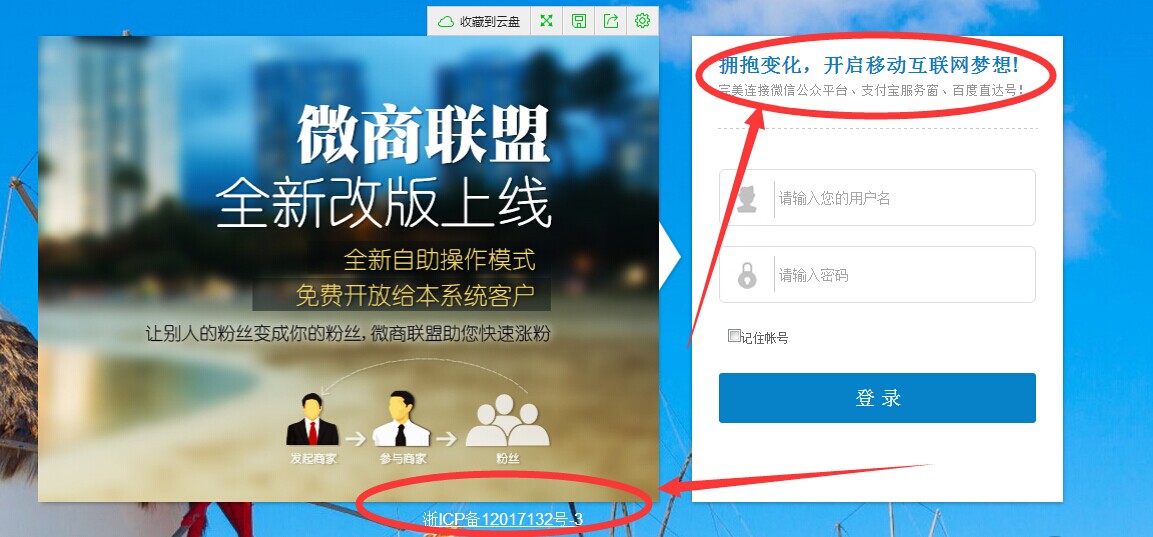 收藏到云盘
微商联盟
全新改版上线
全新自助操作模式
免费开放给本系统客户
让别人的粉丝变成你的粉丝,微商联盟助您快速涨粉
发起商家
参与商家
粉丝
浙ICP备12017132号-3
拥抱变化，开启移动互联网梦想!
完美连接微信公众平台、支付宝服务窗、百度直达号!
请输入您的用户名
请输入密码
记住帐号
登 录